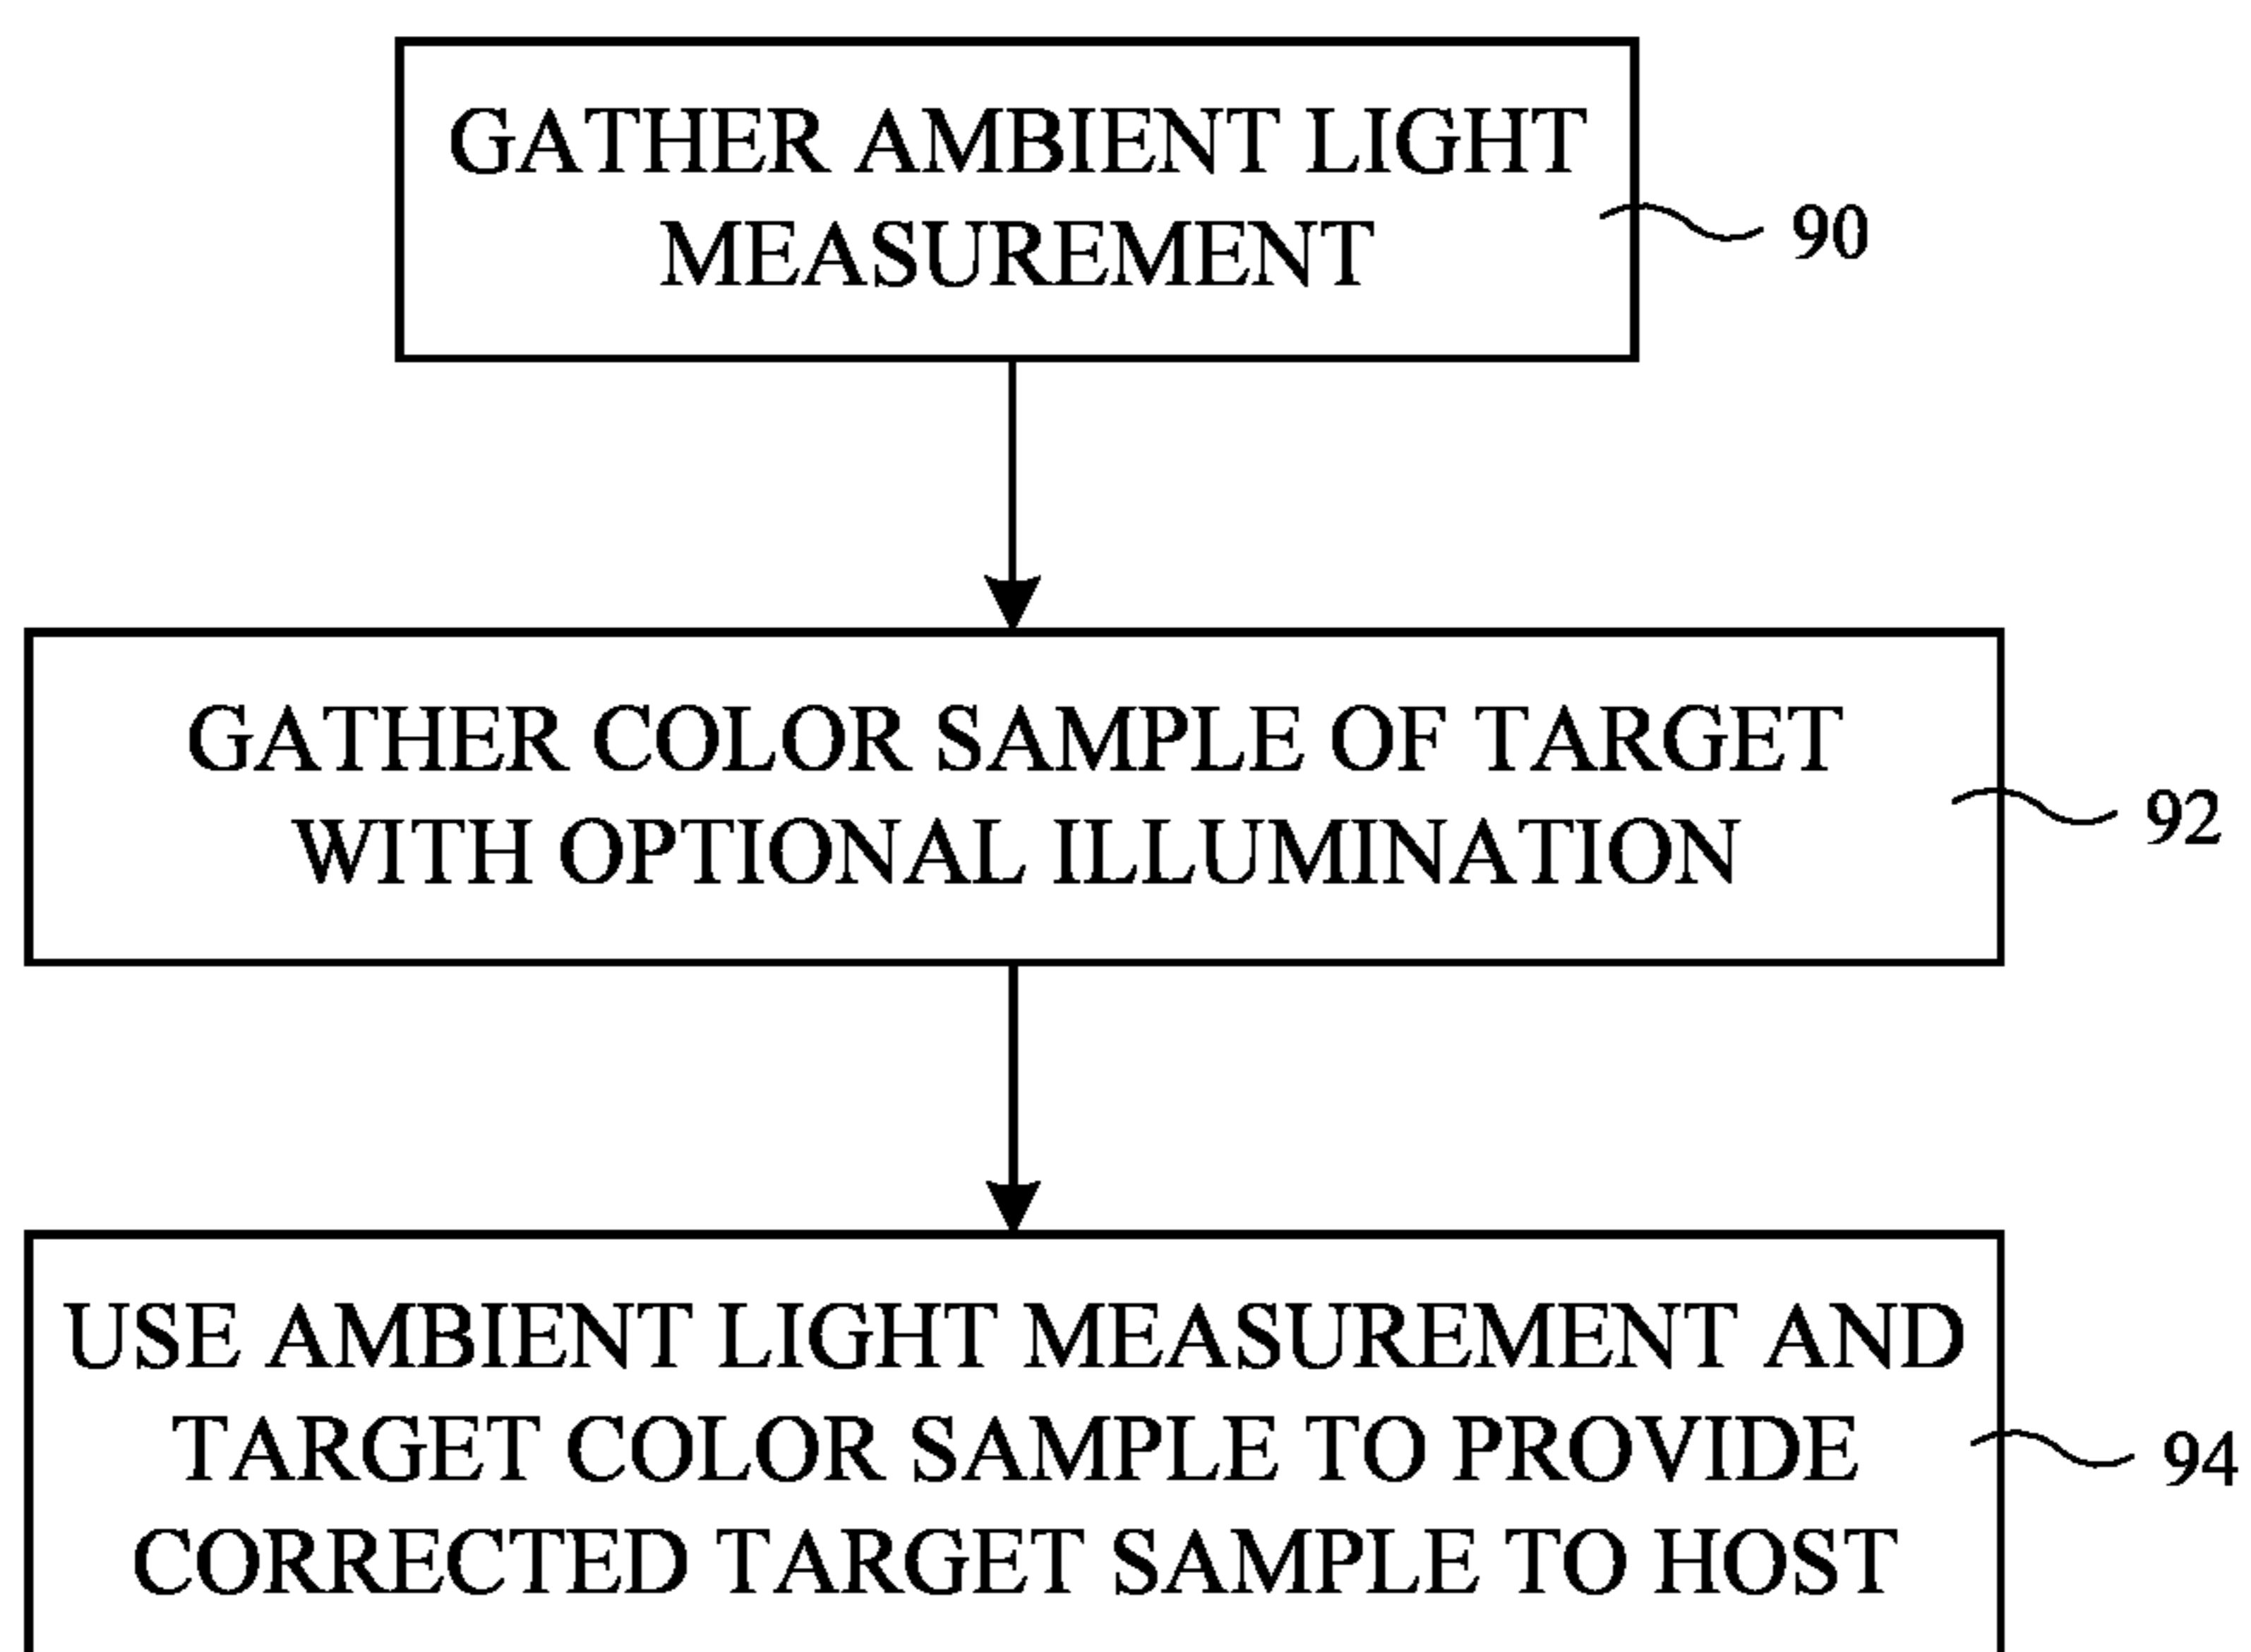 GATHER AMBIENT LIGHT
MEASUREMENT
90
GATHER COLOR SAMPLE OF TARGET
WITH OPTIONAL ILLUMINATION
92
USE AMBIENT LIGHT MEASUREMENT AND
TARGET COLOR SAMPLE TO PROVIDE
CORRECTED TARGET SAMPLE TO HOST
94